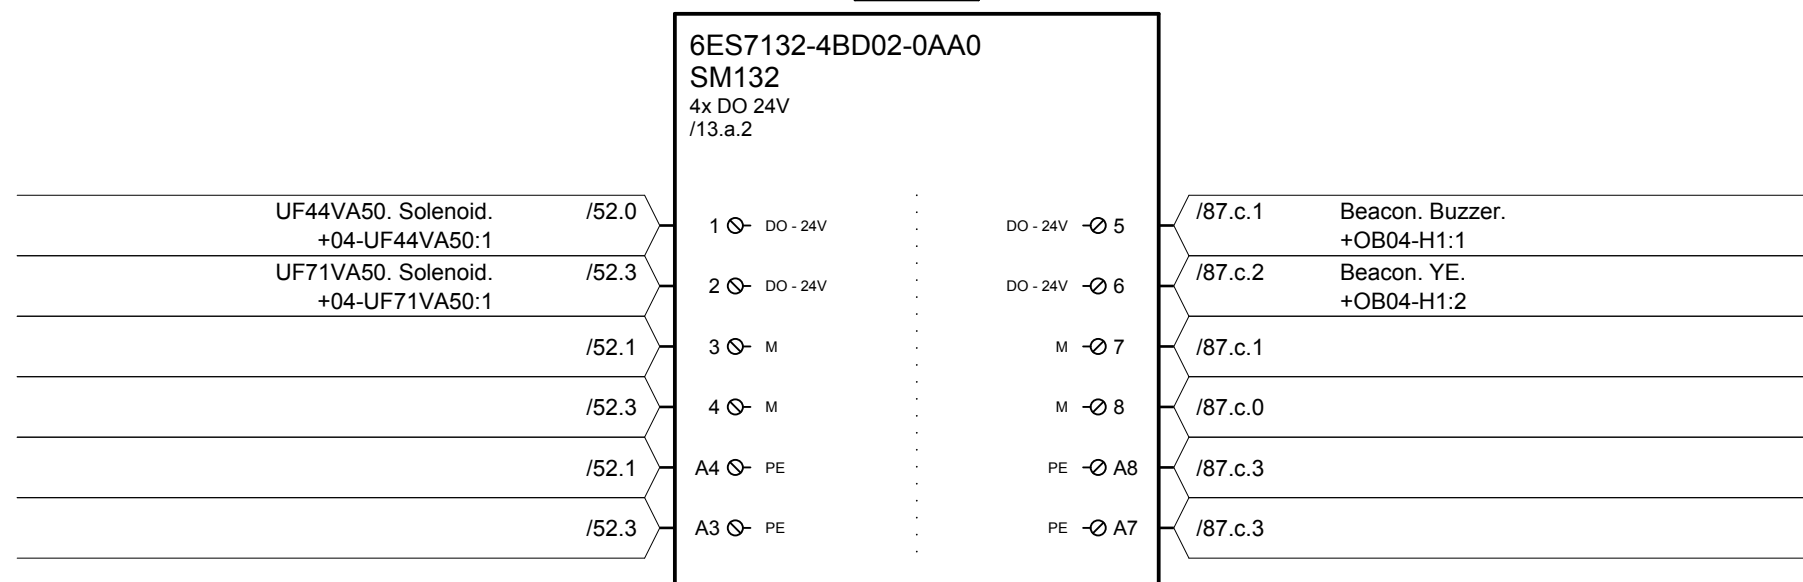 6ES7132-4BD02-0AA0
SM132
4x DO 24V
/13.a.2
UF44VA50. Solenoid. /52.0 1 DO - 24V DO - 24V 5 /87.c.1 Beacon. Buzzer.
+04-UF44VA50:1 +OB04-H1:1
UF71VA50. Solenoid. /52.3 2 DO - 24V DO - 24V 6 /87.c.2 Beacon. YE.
+04-UF71VA50:1 +OB04-H1:2
/52.1 3 M M 7 /87.c.1
/52.3 4 M M 8 /87.c.0
/52.1 A4 PE PE A8 /87.c.3
/52.3 A3 PE PE A7 /87.c.3